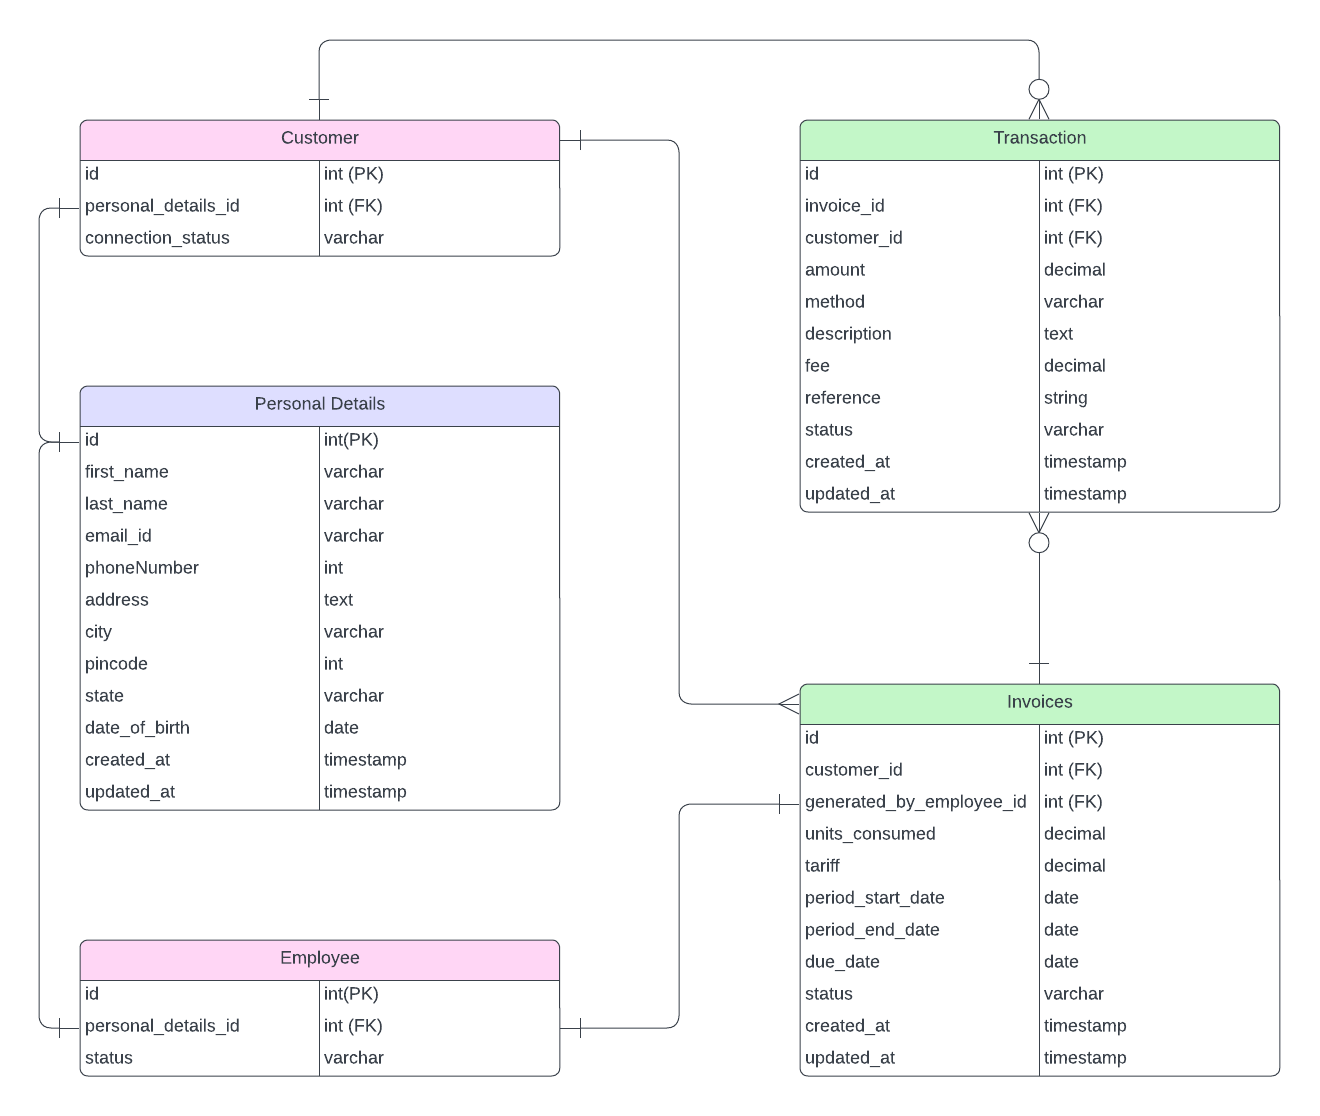 Customer
id int (PK)
personal_details_id int (FK)
connection_status varchar
Transaction
id int (PK)
invoice_id int (FK)
customer_id int (FK)
amount decimal
method varchar
description text
fee decimal
reference string
status varchar
created_at timestamp
updated_at timestamp
Personal Details
id int(PK)
first_name varchar
last_name varchar
email_id varchar
phoneNumber int
address text
city varchar
pincode int
state varchar
date_of_birth date
created_at timestamp
updated_at timestamp
Invoices
id int (PK)
customer_id int (FK)
generated_by_employee_id int (FK)
units_consumed decimal
tariff decimal
period_start_date date
period_end_date date
due_date date
status varchar
created_at timestamp
updated_at timestamp
Employee
id int(PK)
personal_details_id int (FK)
status varchar